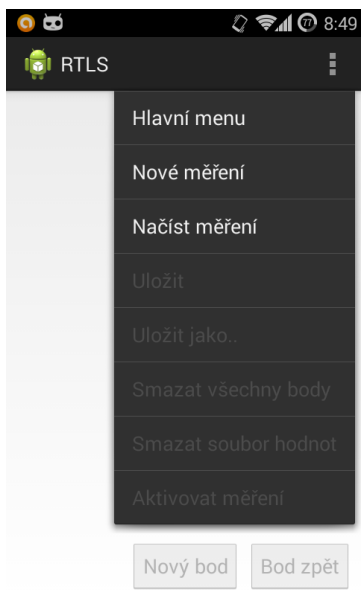 77 8:49
RTLS
Hlavní menu
Nové měření
Načíst měření
Uložit
Uložit jako..
Smazat všechny body
Smazat soubor hodnot
Aktivovat měření
Nový bod Bod zpět